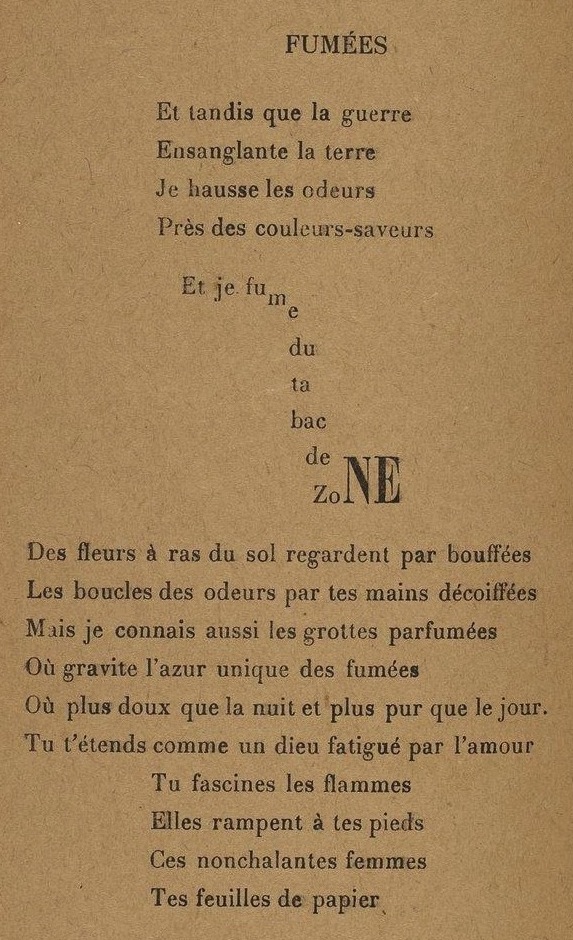 FUMÉES
Et tandis que la guerre
Ensanglante la terre
Je hausse les odeurs
Près des couleurs-saveurs
Et je fu
m
e
du
ta
bac
de
ZoNE
Des fleurs à ras du sol regardent par bouffées
Les boucles des odeurs par tes mains décoiffées
Mais je connais aussi les grottes parfumées
Où gravite l'azur unique des fumées
Où plus doux que la nuit et plus pur que le jour.
Tu t'étends comme un dieu fatigué par l'amour
Tu fascines les flammes
Elles rampent à tes pieds
Ces nonchalantes femmes
Tes feuilles de papier